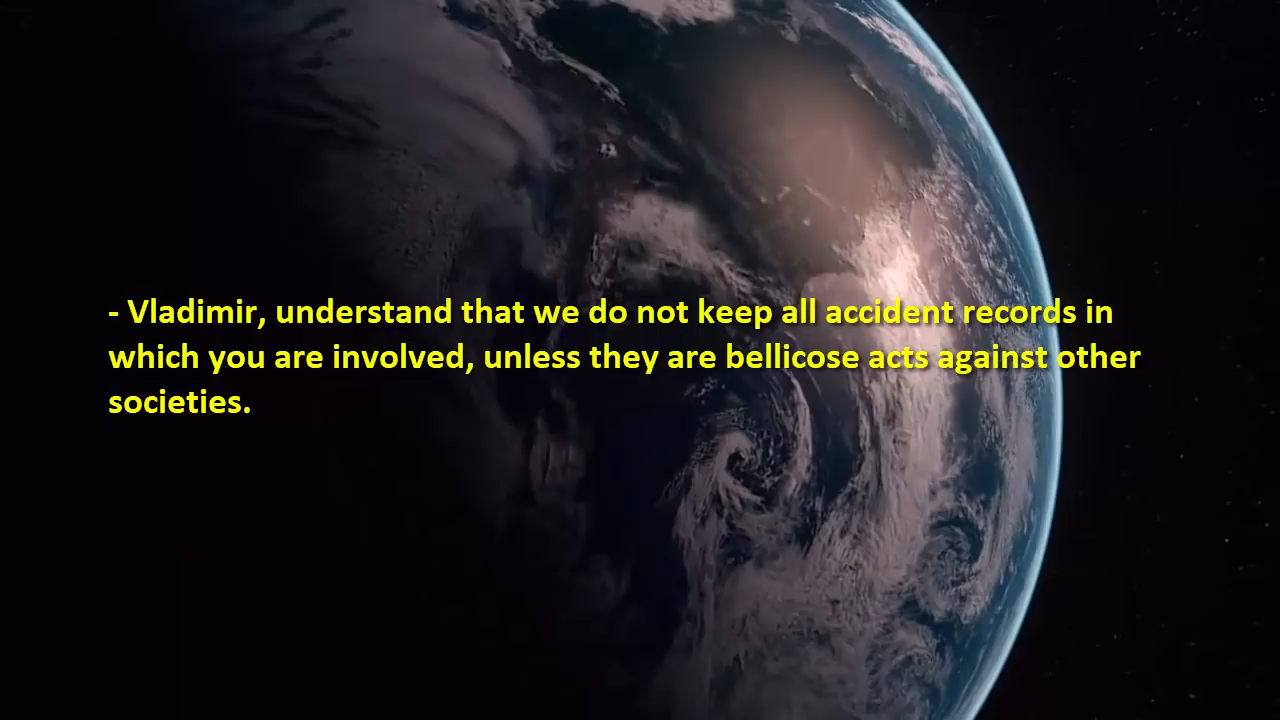 - Vladimir, understand that we do not keep all accident records in
which you are involved, unless they are bellicose acts against other
societies.